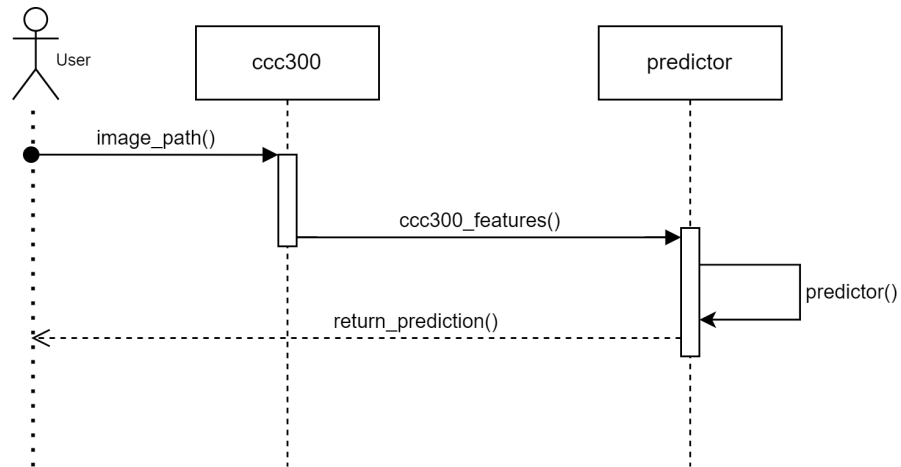 User
ccc300
predictor
image_path()
ccc300_features()
predictor()
return_prediction()